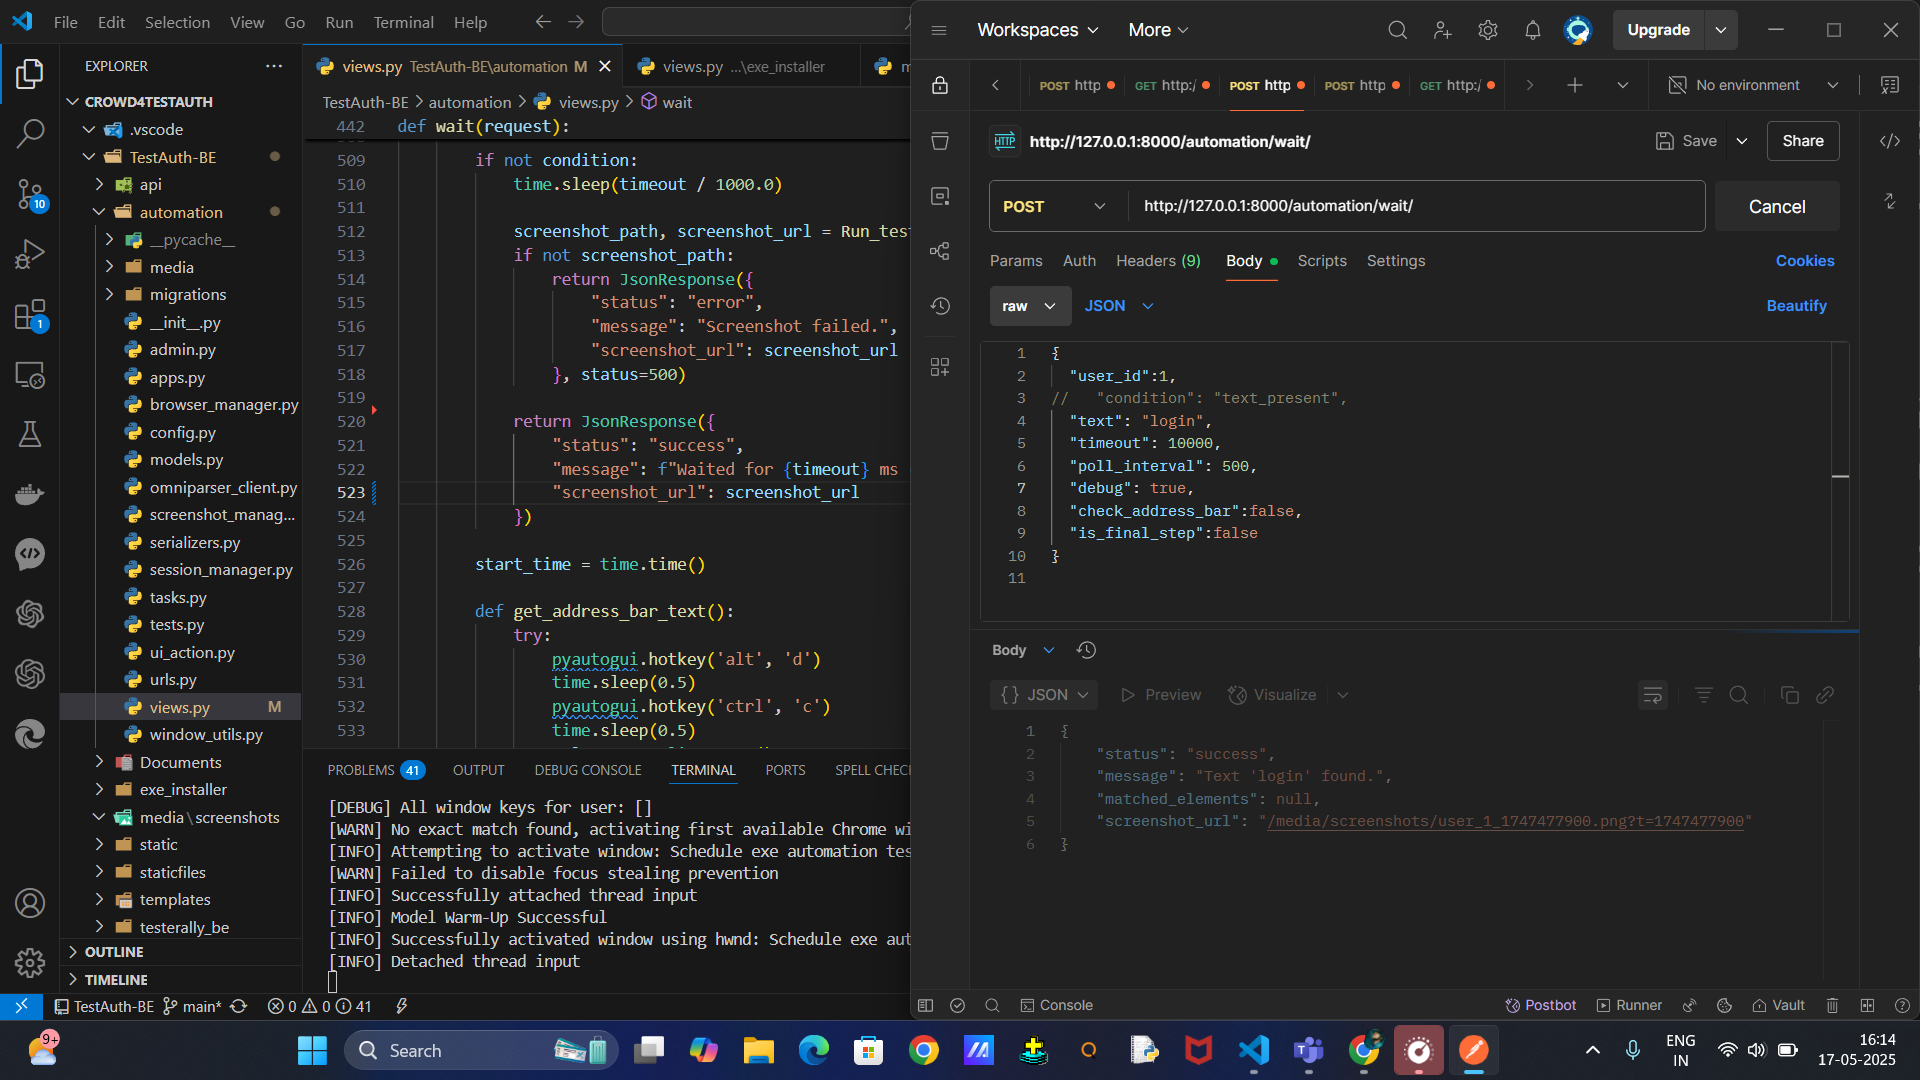 File Edit Selection View Go Run Terminal Help
EXPLORER
CROWD4TESTAUTH
.vscode
TestAuth-BE
api
automation
__pycache__
media
migrations
__init__.py
admin.py
apps.py
browser_manager.py
config.py
models.py
omniparser_client.py
screenshot_manag...
serializers.py
session_manager.py
tasks.py
tests.py
ui_action.py
urls.py
views.py M
window_utils.py
Documents
exe_installer
media\screenshots
static
staticfiles
templates
testerally_be
OUTLINE
TIMELINE
10
1
views.py TestAuth-BE\automation M
views.py ...\exe_installer
TestAuth-BE > automation > views.py > wait
442 def wait(request):
509 if not condition:
510 time.sleep(timeout / 1000.0)
511
512 screenshot_path, screenshot_url = Run_tes
513 if not screenshot_path:
514 return JsonResponse({
515 "status": "error",
516 "message": "Screenshot failed.",
517 "screenshot_url": screenshot_url
518 }, status=500)
519
520 return JsonResponse({
521 "status": "success",
522 "message": f"Waited for {timeout} ms
523 "screenshot_url": screenshot_url
524 })
525
526 start_time = time.time()
527
528 def get_address_bar_text():
529 try:
530 pyautogui.hotkey('alt', 'd')
531 time.sleep(0.5)
532 pyautogui.hotkey('ctrl', 'c')
533 time.sleep(0.5)
PROBLEMS 41 OUTPUT DEBUG CONSOLE TERMINAL PORTS SPELL CHEC
[DEBUG] All window keys for user: []
[WARN] No exact match found, activating first available Chrome wi
[INFO] Attempting to activate window: Schedule exe automation tes
[WARN] Failed to disable focus stealing prevention
[INFO] Successfully attached thread input
[INFO] Model Warm-Up Successful
[INFO] Successfully activated window using hwnd: Schedule exe aut
[INFO] Detached thread input
TestAuth-BE main* 0 0 41
Workspaces More Upgrade
POST http GET http:/ POST http POST http GET http:/ No environment
HTTP http://127.0.0.1:8000/automation/wait/ Save Share
POST http://127.0.0.1:8000/automation/wait/ Cancel
Params Auth Headers (9) Body Scripts Settings Cookies
raw JSON Beautify
1 {
2 "user_id":1,
3 // "condition": "text_present",
4 "text": "login",
5 "timeout": 10000,
6 "poll_interval": 500,
7 "debug": true,
8 "check_address_bar":false,
9 "is_final_step":false
10 }
11
Body
{} JSON Preview Visualize
1 {
2 "status": "success",
3 "message": "Text 'login' found.",
4 "matched_elements": null,
5 "screenshot_url": "/media/screenshots/user_1_1747477900.png?t=1747477900"
6 }
Console Postbot Runner Vault
9+
Search
ENG
IN
16:14
17-05-2025